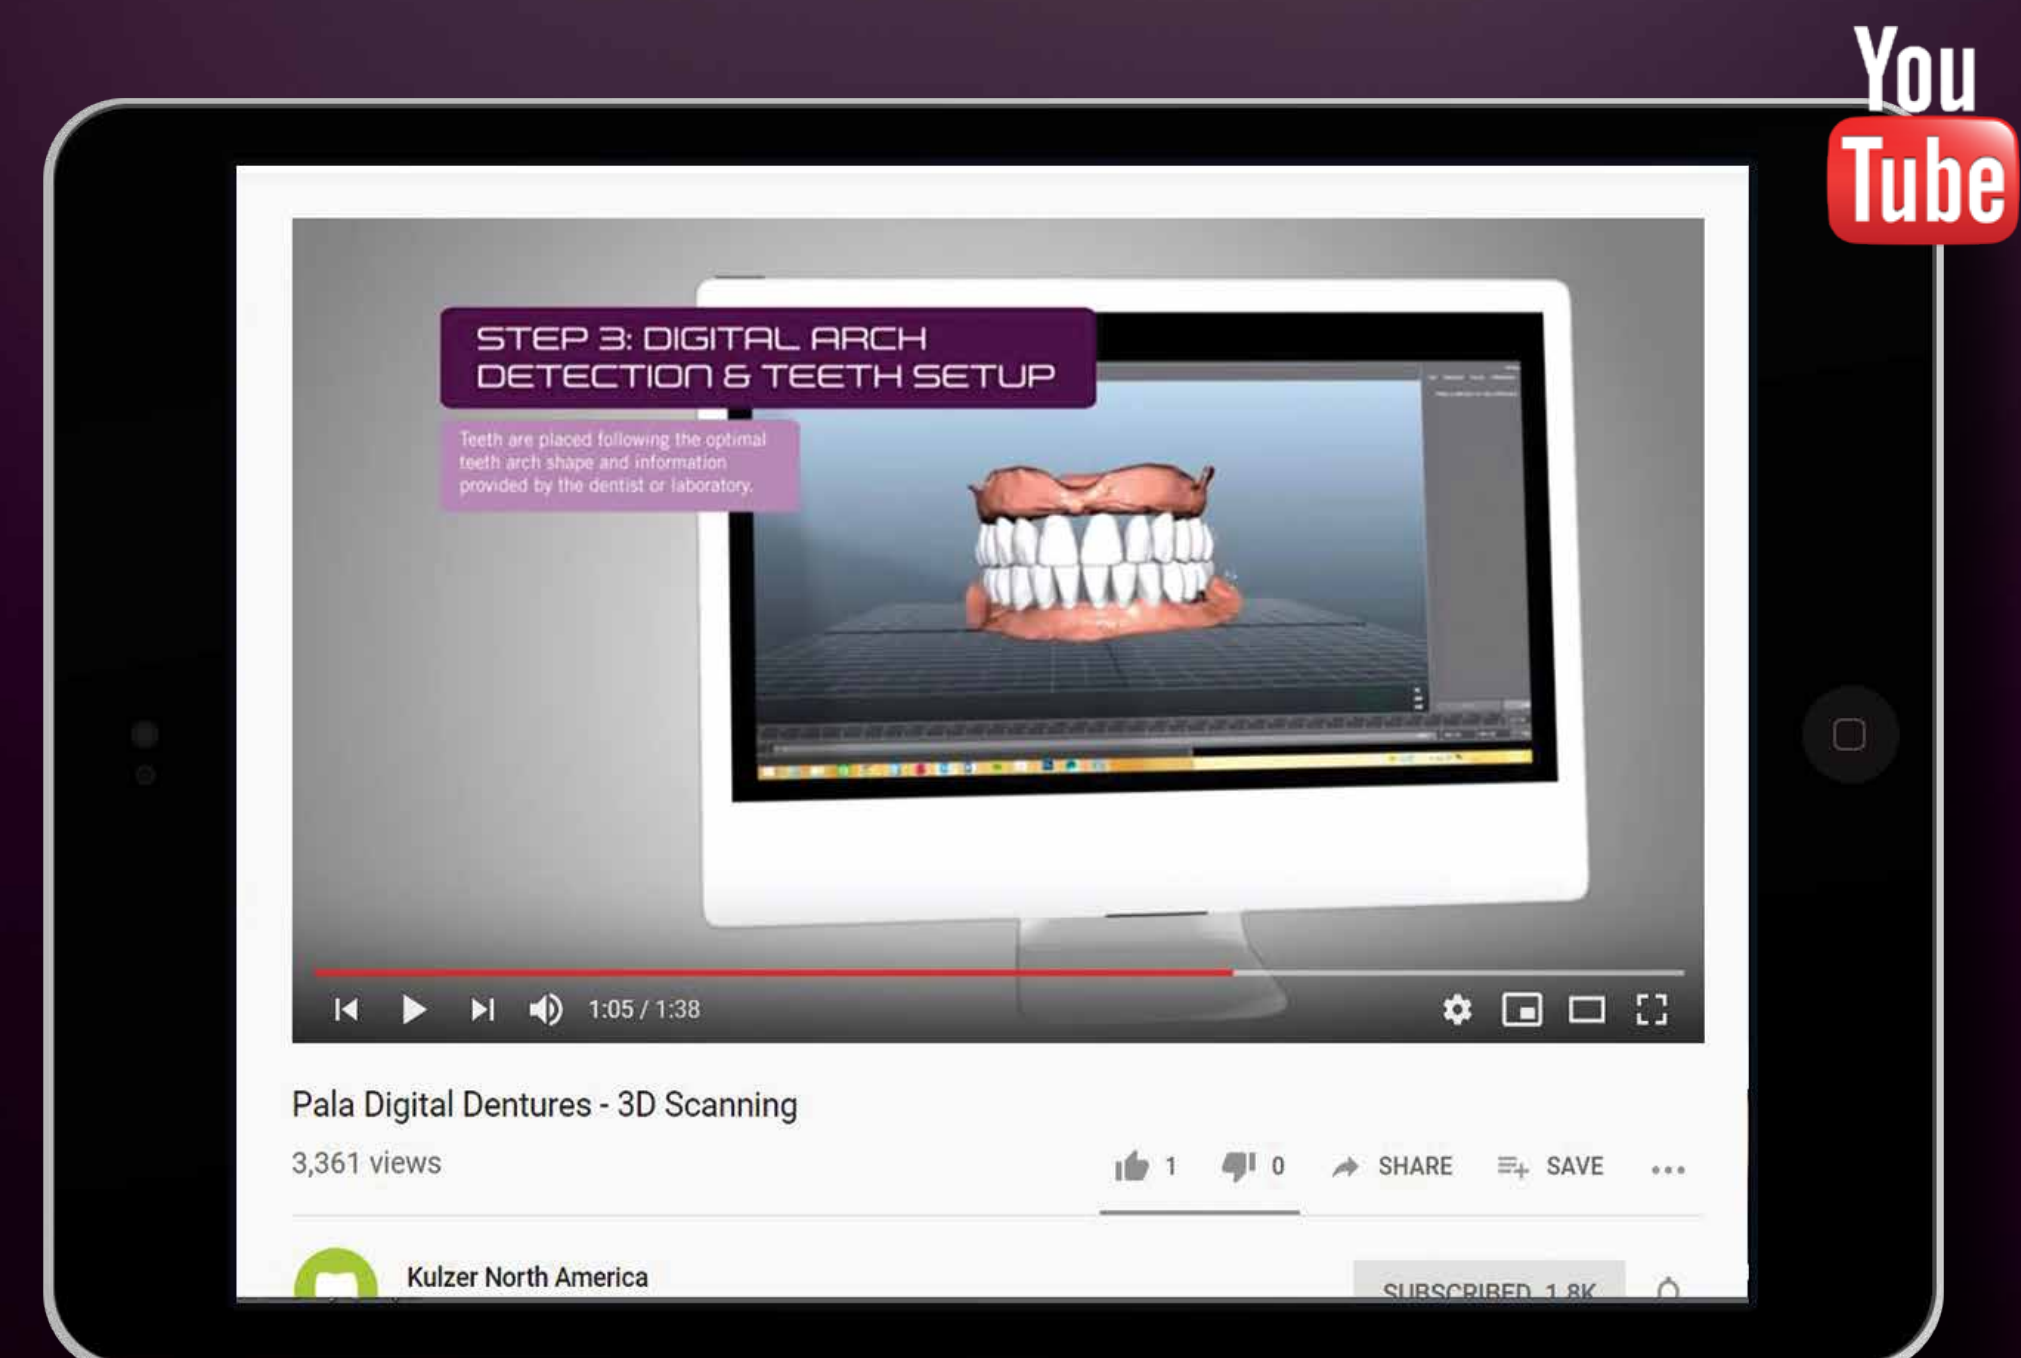 You
Tube
STEP 3: DIGITAL ARCH
DETECTION & TEETH SETUP
Teeth are placed following the optimal
teeth arch shape and information
provided by the dentist or laboratory.
1:05 / 1:38
Pala Digital Dentures - 3D Scanning
3,361 views
1
0
SHARE
SAVE
Kulzer North America
SUBSCRIBED 1.8K